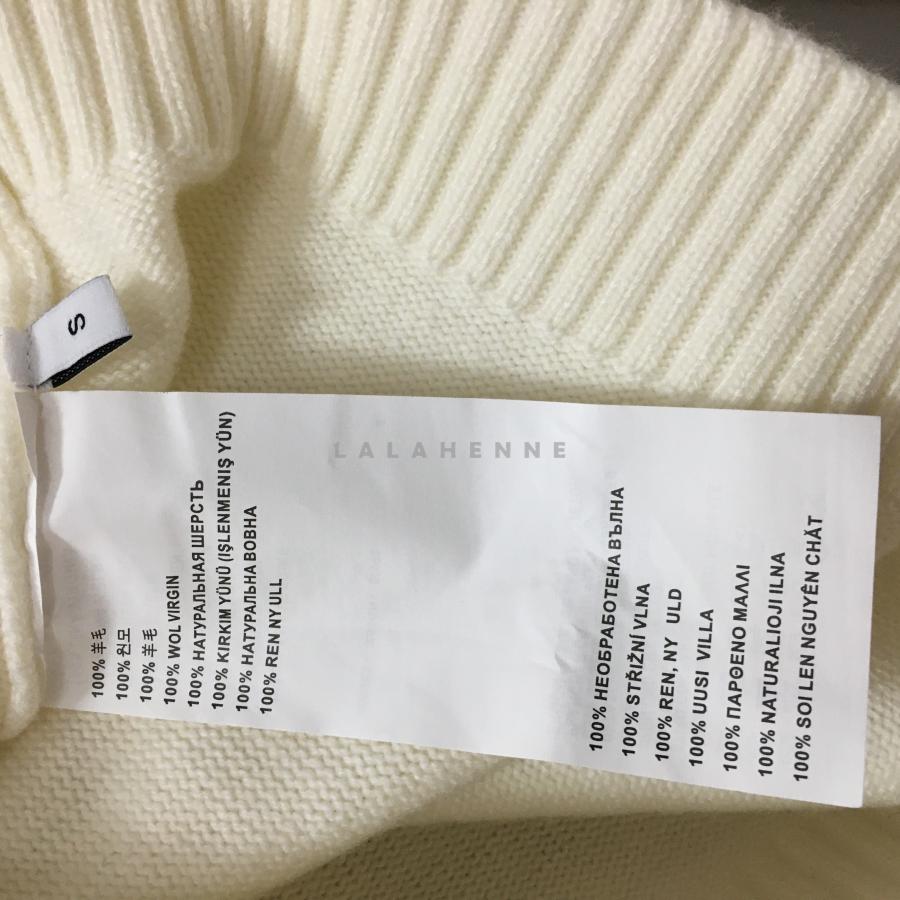 S
LALAHENNE
100% 羊毛
100% 원모
100% 羊毛
100% WOL VIRGIN
100% НАТУРАЛЬНАЯ ШЕРСТЬ
100% KIRKIM YÜNÜ (IŞLENMENIŞ YÜN)
100% НАТУРАЛЬНА ВОВНА
100% REN NY ULL
100% НЕОБРАБОТЕНА ВЪЛНА
100% STŘIŽNÍ VLNA
100% REN, NY ULD
100% UUSI VILLA
100% ΠΑΡΘΕΝΟ ΜΑΛΛΙ
100% NATURALIOJI ILNA
100% SOI LEN NGUYÊN CHÁT